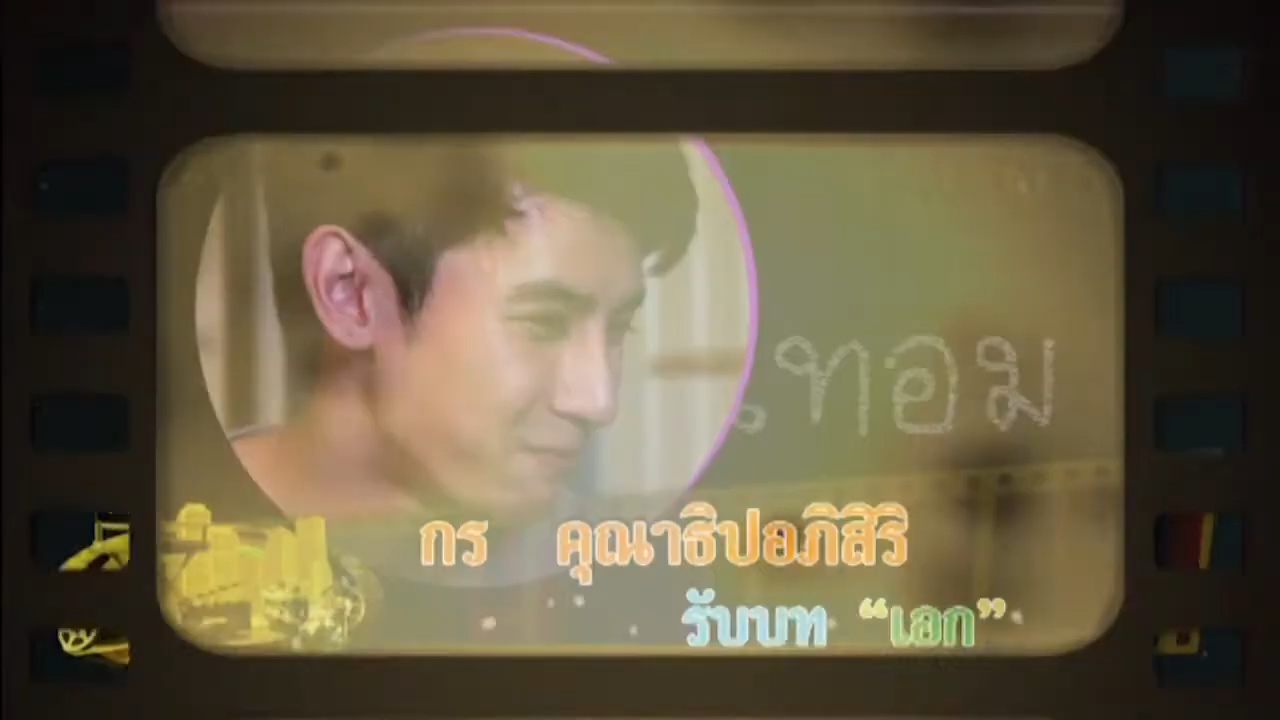 ทอม
กร คุณาธิปอภิสิริ
รับบท “เอก”